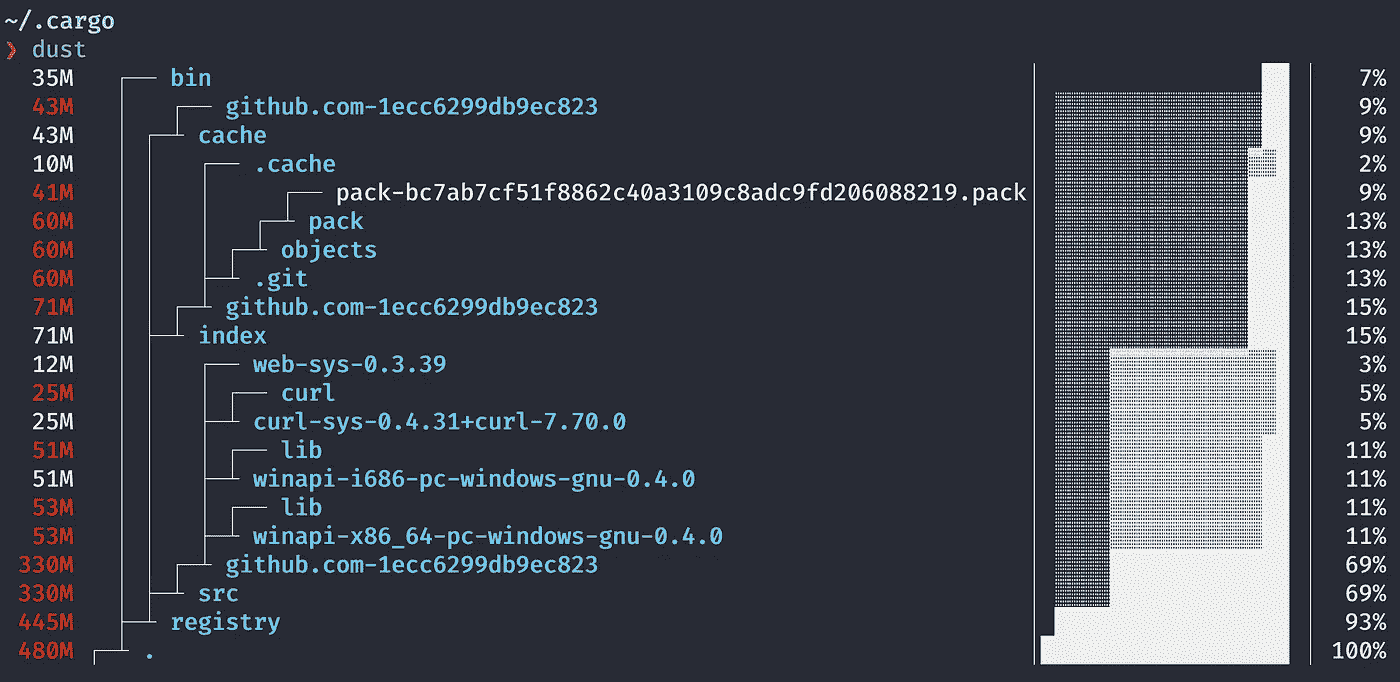 ~/.cargo
❯ dust
35M bin 7%
43M github.com-1ecc6299db9ec823 9%
43M cache 9%
10M .cache 2%
41M pack-bc7ab7cf51f8862c40a3109c8adc9fd206088219.pack 9%
60M pack 13%
60M objects 13%
60M .git 13%
71M github.com-1ecc6299db9ec823 15%
71M index 15%
12M web-sys-0.3.39 3%
25M curl 5%
25M curl-sys-0.4.31+curl-7.70.0 5%
51M lib 11%
51M winapi-i686-pc-windows-gnu-0.4.0 11%
53M lib 11%
53M winapi-x86_64-pc-windows-gnu-0.4.0 11%
330M github.com-1ecc6299db9ec823 69%
330M src 69%
445M registry 93%
480M . 100%